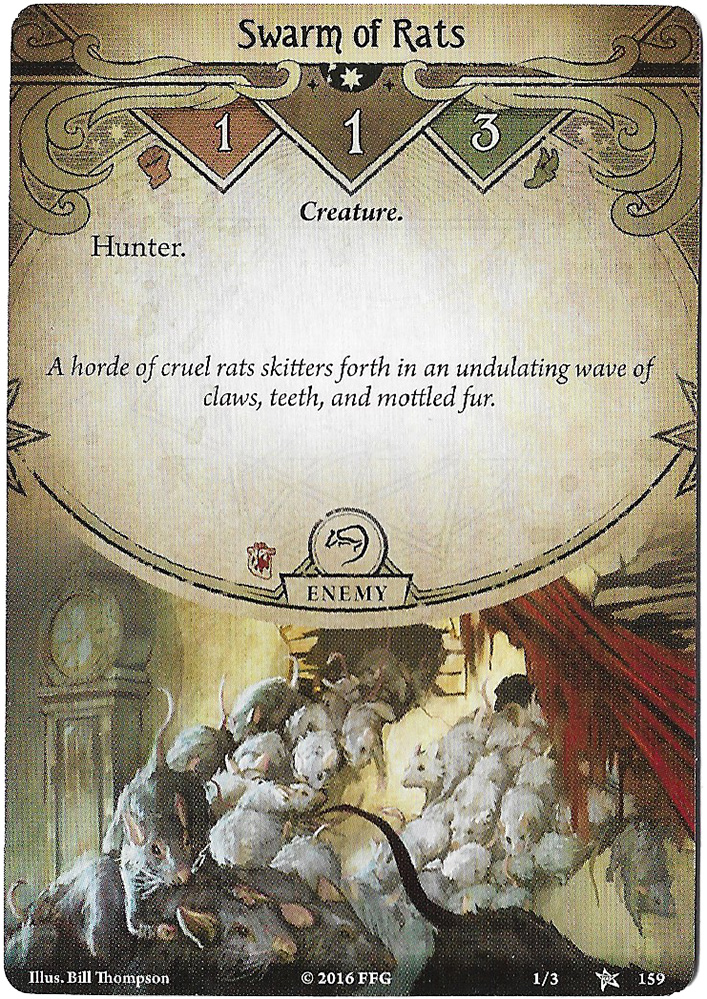 Swarm of Rats
1 1 3
Creature.
Hunter.
A horde of cruel rats skitters forth in an undulating wave of
claws, teeth, and mottled fur.
ENEMY
Illus. Bill Thompson © 2016 FFG 1/3 159